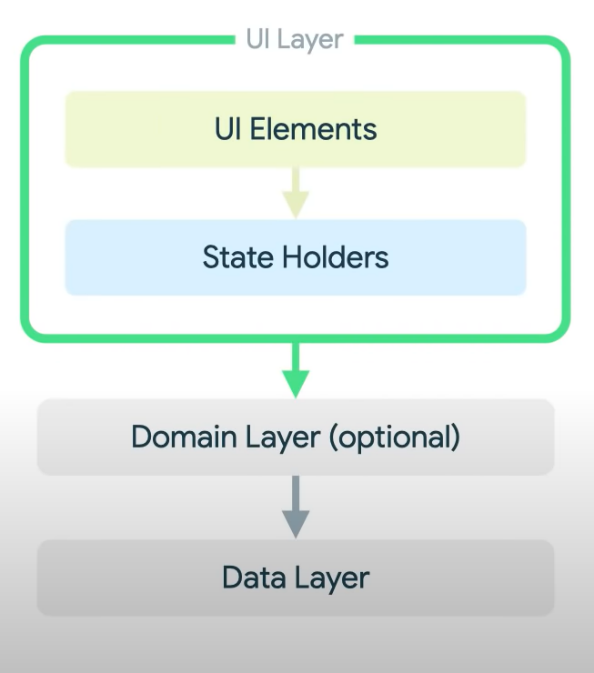 UI Layer
UI Elements
State Holders
Domain Layer (optional)
Data Layer